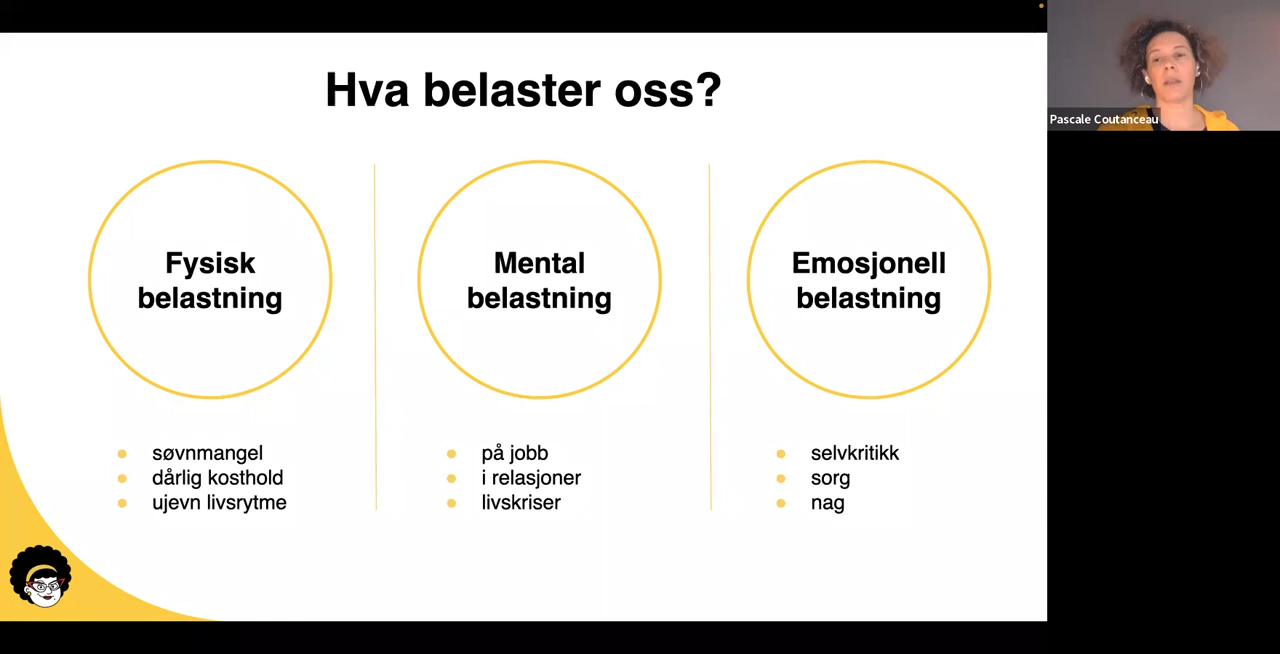 Hva belaster oss?
Pascale Coutanceau
Fysisk
belastning
søvnmangel
dårlig kosthold
ujevn livsrytme
Mental
belastning
på jobb
i relasjoner
livskriser
Emosjonell
belastning
selvkritikk
sorg
nag